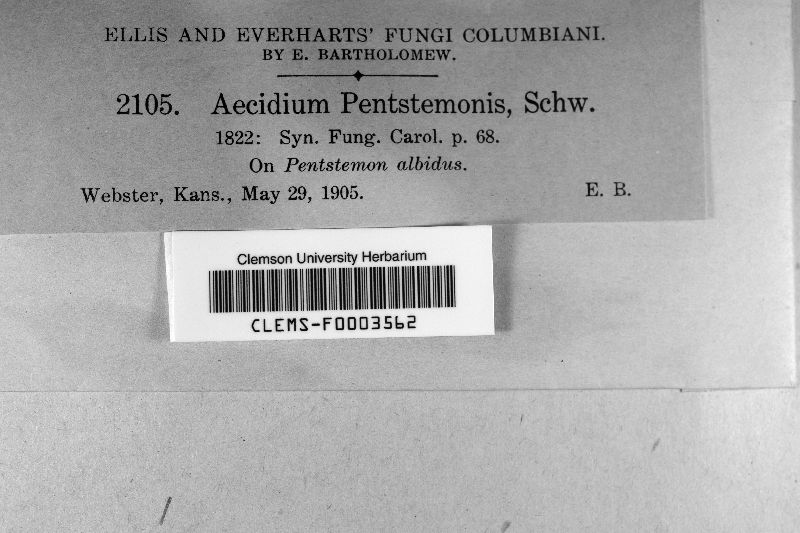 ELLIS AND EVERHARTS' FUNGI COLUMBIANI.
BY E. BARTHOLOMEW.
2105. Aecidium Pentstemonis, Schw.
1822: Syn. Fung. Carol. p. 68.
On Pentstemon albidus.
Webster, Kans., May 29, 1905. E. B.
Clemson University Herbarium
CLEMS-F0003562